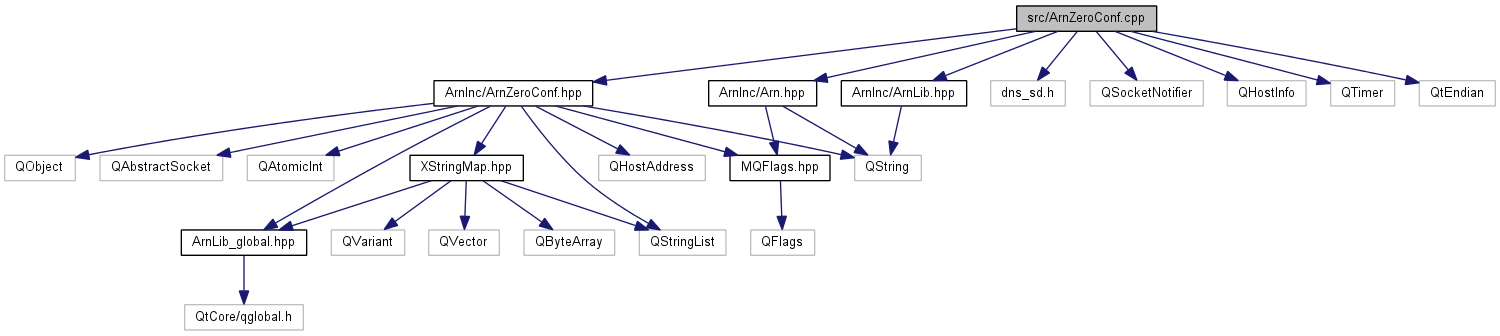 src/ArnZeroConf.cpp
ArnInc/ArnZeroConf.hpp
ArnInc/Arn.hpp
ArnInc/ArnLib.hpp
dns_sd.h
QSocketNotifier
QHostInfo
QTimer
QtEndian
QObject
QAbstractSocket
QAtomicInt
XStringMap.hpp
QHostAddress
MQFlags.hpp
QString
ArnLib_global.hpp
QVariant
QVector
QByteArray
QStringList
QFlags
QtCore/qglobal.h